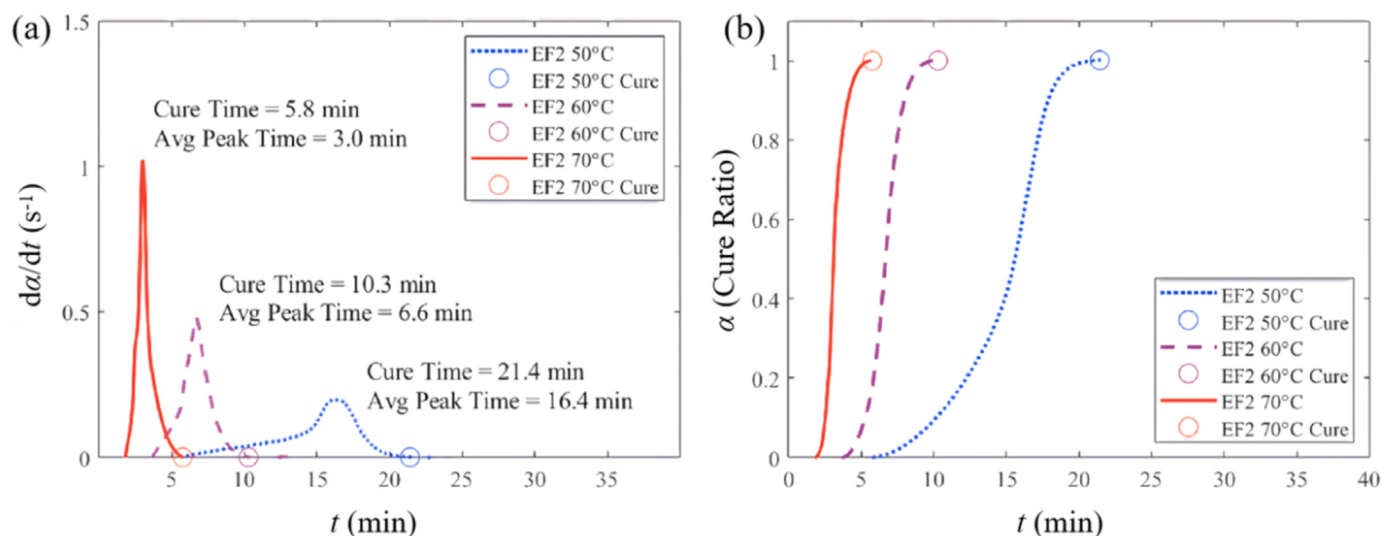 (a)
1.5
1
0.5
0
dα/dt (s⁻¹)
EF2 50°C
EF2 50°C Cure
EF2 60°C
EF2 60°C Cure
EF2 70°C
EF2 70°C Cure
Cure Time = 5.8 min
Avg Peak Time = 3.0 min
Cure Time = 10.3 min
Avg Peak Time = 6.6 min
Cure Time = 21.4 min
Avg Peak Time = 16.4 min
5 10 15 20 25 30 35
t (min)
(b)
1
0.8
0.6
0.4
0.2
0
α (Cure Ratio)
EF2 50°C
EF2 50°C Cure
EF2 60°C
EF2 60°C Cure
EF2 70°C
EF2 70°C Cure
0 5 10 15 20 25 30 35 40
t (min)